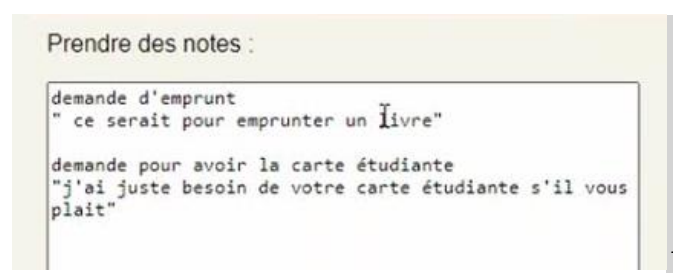 Prendre des notes :
demande d'emprunt
" ce serait pour emprunter un livre"
demande pour avoir la carte étudiante
"j'ai juste besoin de votre carte étudiante s'il vous
plait"